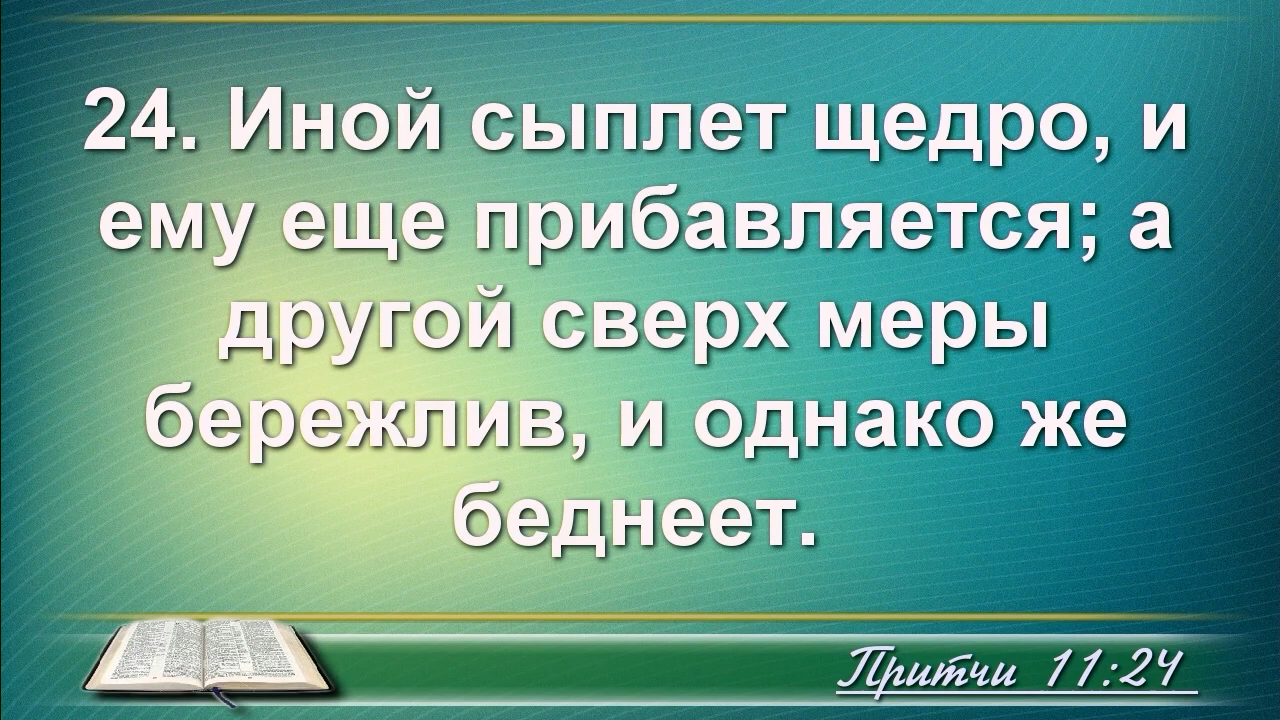 24. Иной сыплет щедро, и
ему еще прибавляется; а
другой сверх меры
бережлив, и однако же
беднеет.
Притчи 11:24